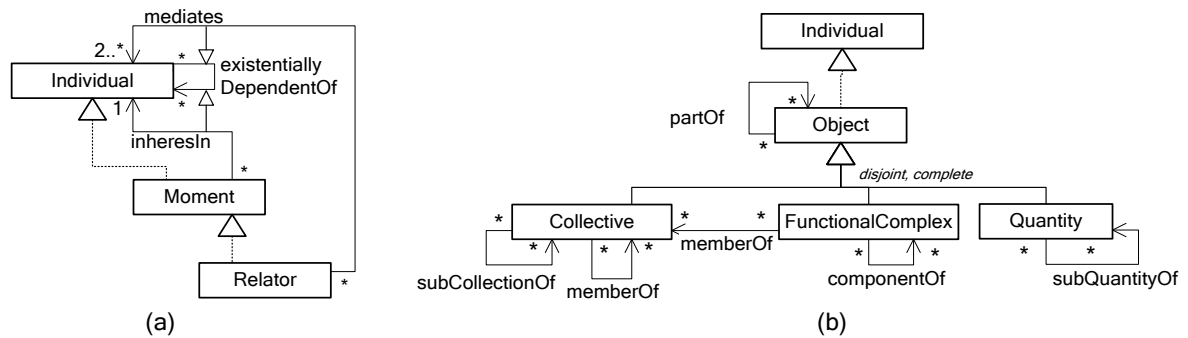 mediates
2..*
*
Individual
existentially
DependentOf
1
*
inheresIn
*
Moment
Relator
*
(a)
Individual
*
partOf
Object
*
disjoint, complete
*
Collective
*
*
FunctionalComplex
Quantity
*
*
*
memberOf
*
*
*
*
subCollectionOf
memberOf
componentOf
subQuantityOf
(b)